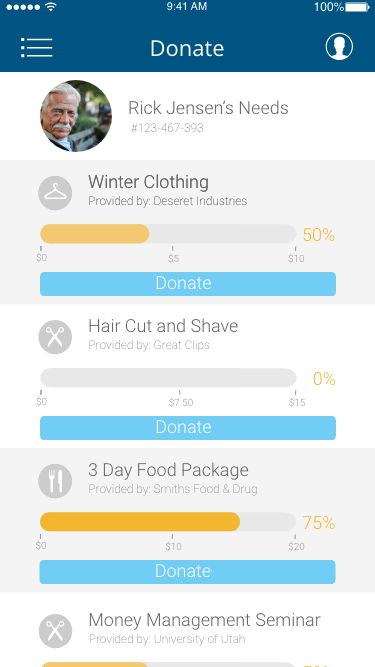 9:41 AM 100%
Donate
Rick Jensen's Needs
#123-467-393
Winter Clothing
Provided by: Deseret Industries
50%
$0 $5 $10
Donate
Hair Cut and Shave
Provided by: Great Clips
0%
$0 $7.50 $15
Donate
3 Day Food Package
Provided by: Smiths Food & Drug
75%
$0 $10 $20
Donate
Money Management Seminar
Provided by: University of Utah